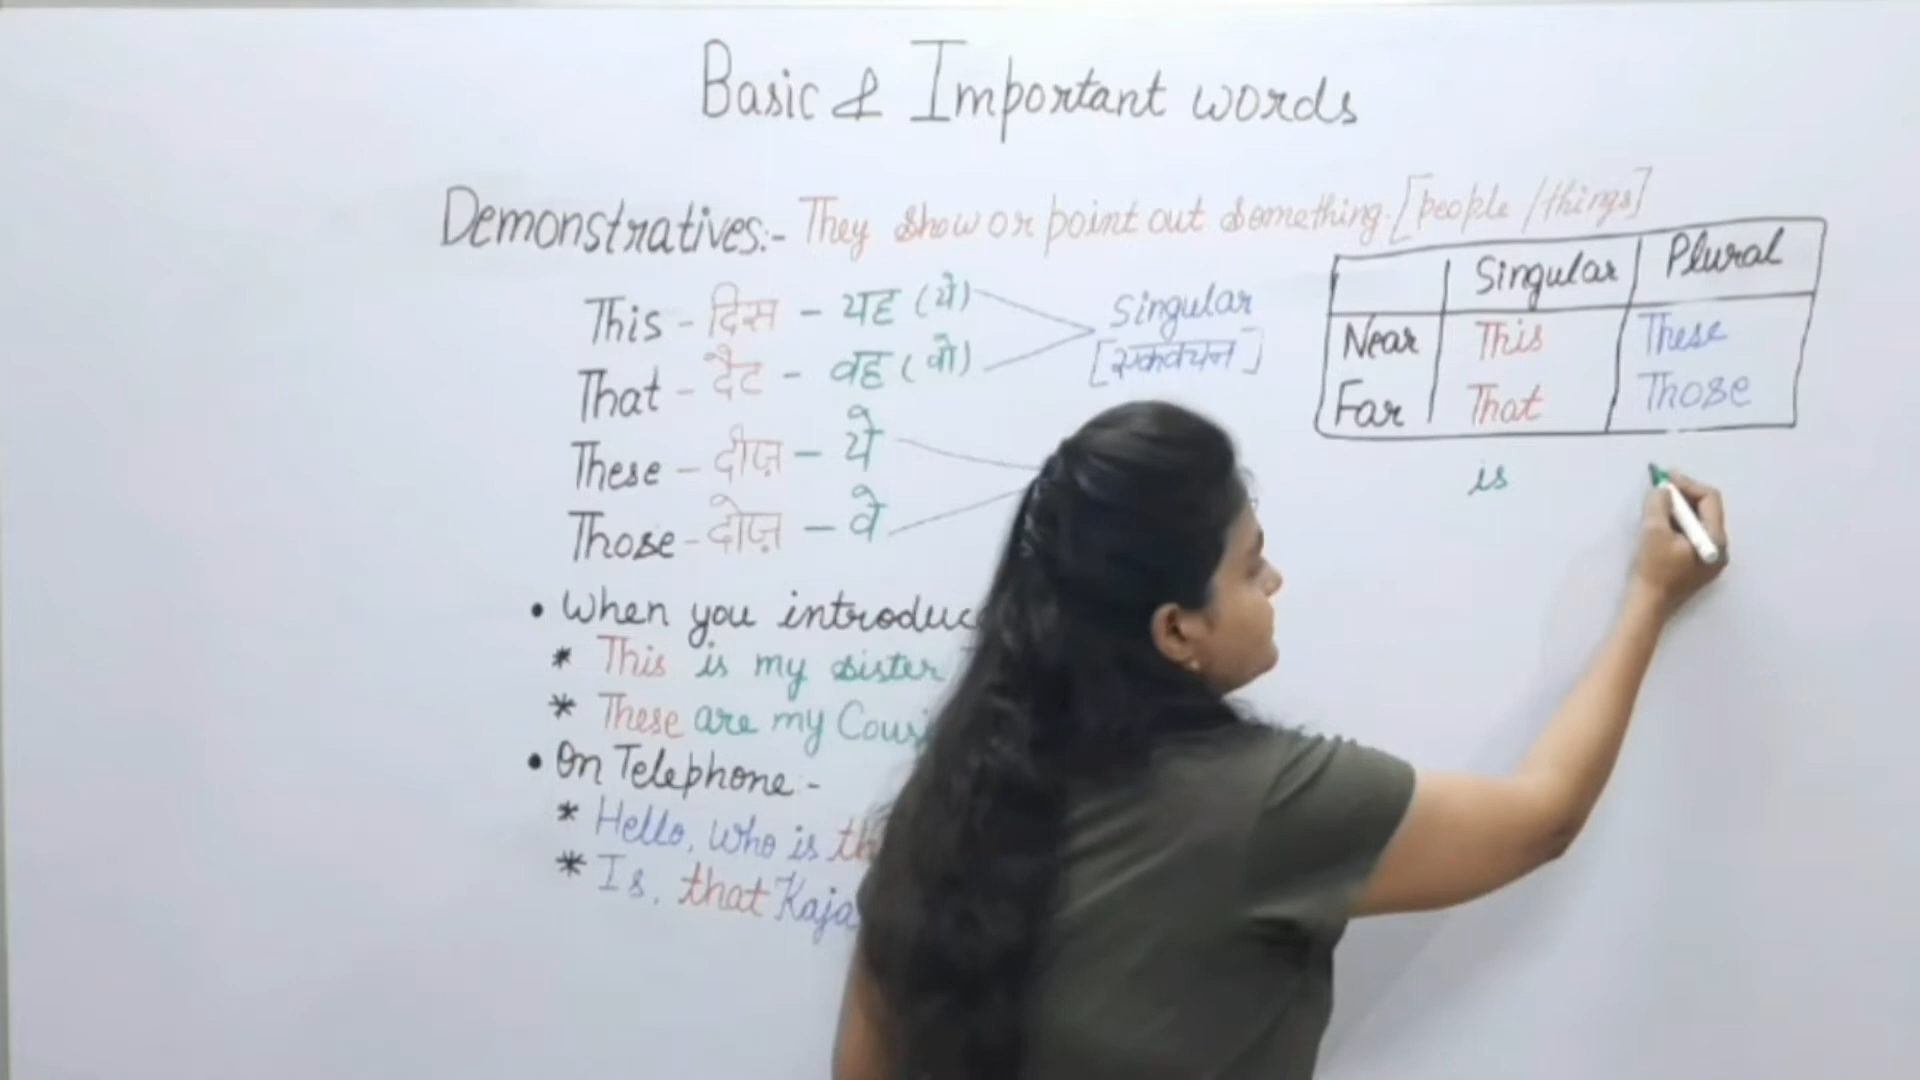 Basic & Important words
Demonstratives:- They show or point out something. [people/things]
This - दिस - यह (ये)
That - दैट - वह (वो)
Singular
[एकवचन]
These - दीज़ - ये
Those - दोज़ - वे
Singular Plural
Near This These
Far That Those
is
• When you introduc
* This is my sister
* These are my Cousi
• On Telephone:-
* Hello, Who is th
* Is, that Kaja